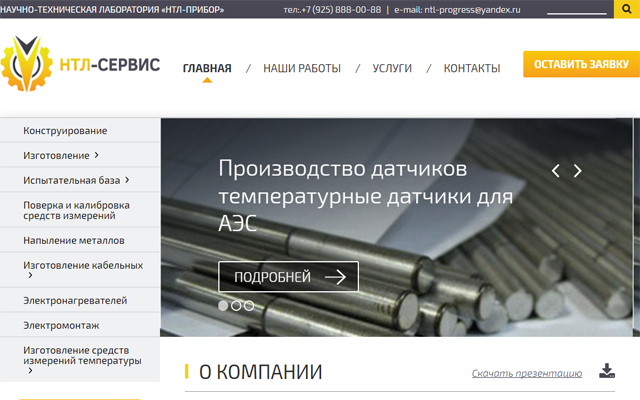 НАУЧНО-ТЕХНИЧЕСКАЯ ЛАБОРАТОРИЯ «НТЛ-ПРИБОР»
тел:.+7 (925) 888-00-88 | e-mail: ntl-progress@yandex.ru
НТЛ-СЕРВИС
ГЛАВНАЯ / НАШИ РАБОТЫ / УСЛУГИ / КОНТАКТЫ
ОСТАВИТЬ ЗАЯВКУ
Конструирование
Изготовление
Испытательная база
Поверка и калибровка
средств измерений
Напыление металлов
Изготовление кабельных
Электронагревателей
Электромонтаж
Изготовление средств
измерений температуры
Производство датчиков
температурные датчики для
АЭС
ПОДРОБНЕЙ
О КОМПАНИИ
Скачать презентацию